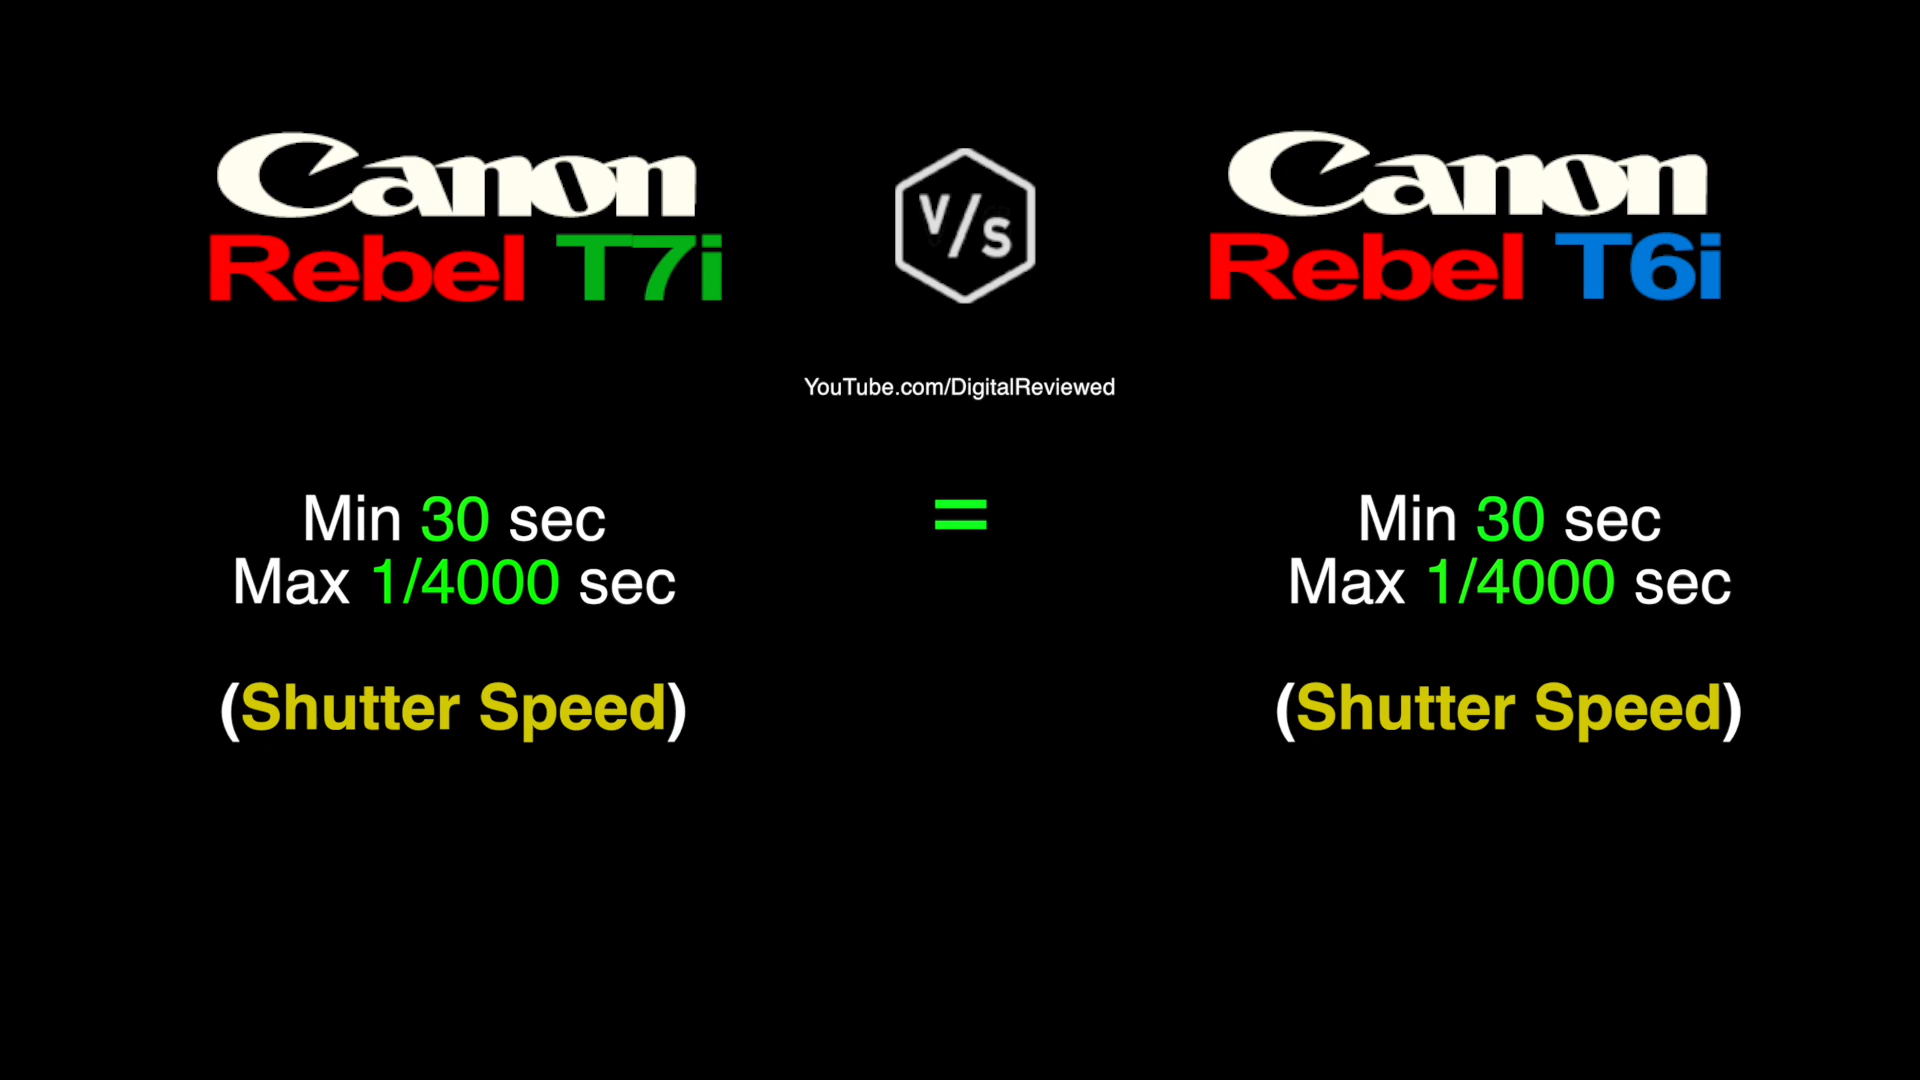 Canon
Rebel T7i
V/S
Canon
Rebel T6i
YouTube.com/DigitalReviewed
Min 30 sec
Max 1/4000 sec
(Shutter Speed)
=
Min 30 sec
Max 1/4000 sec
(Shutter Speed)